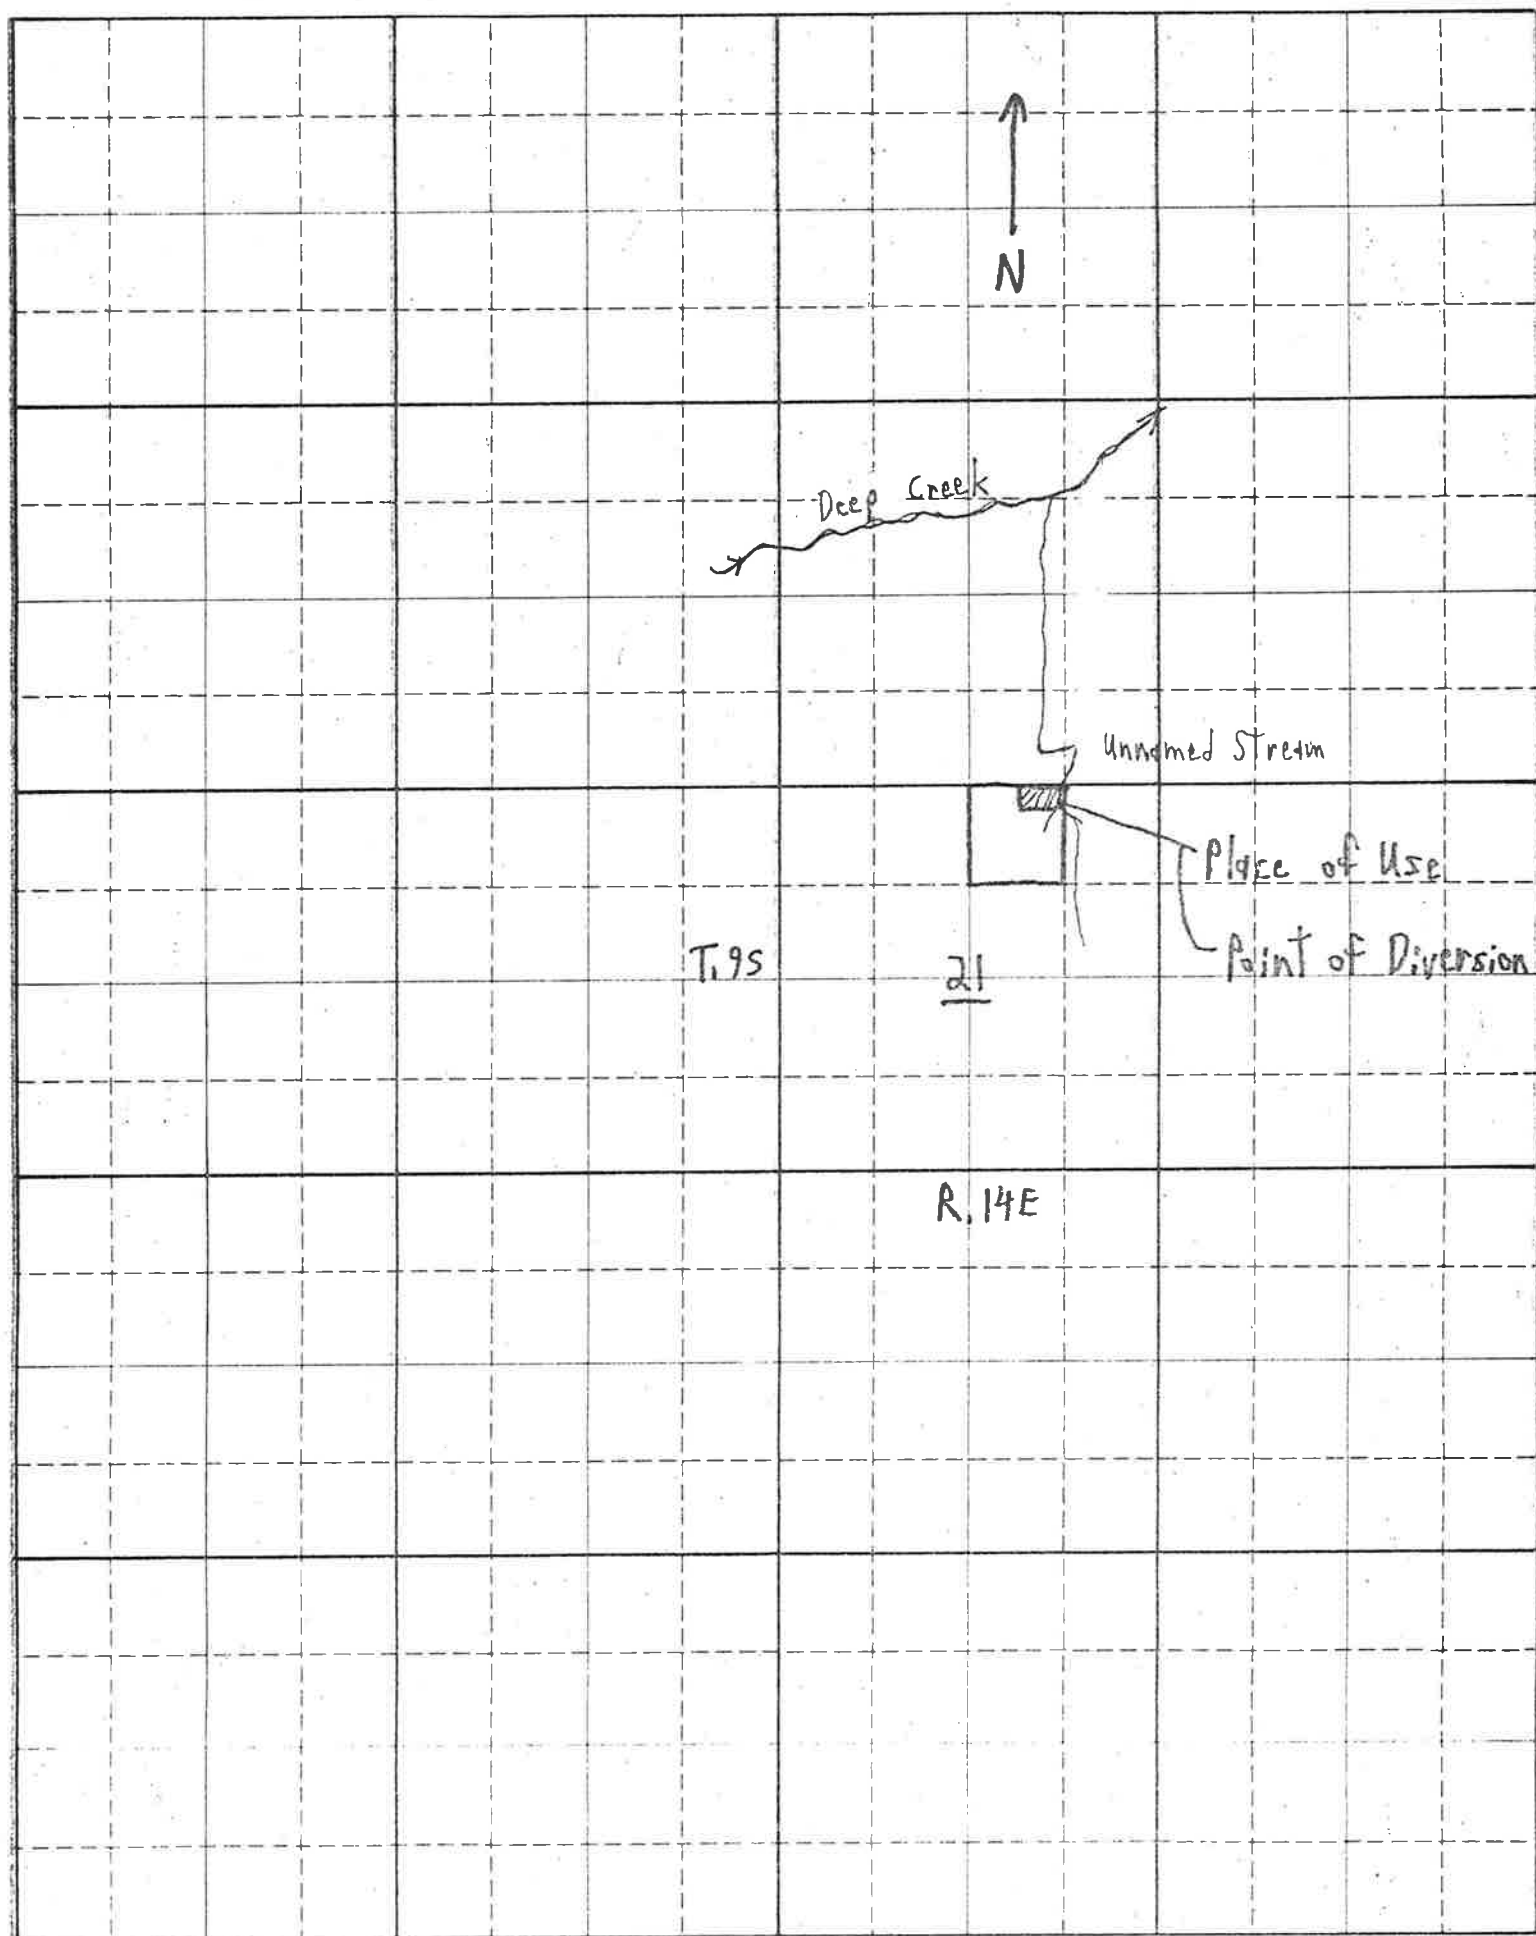 N
Deep Creek
Unnamed Stream
Place of Use
T.9S
21
Point of Diversion
R.14E